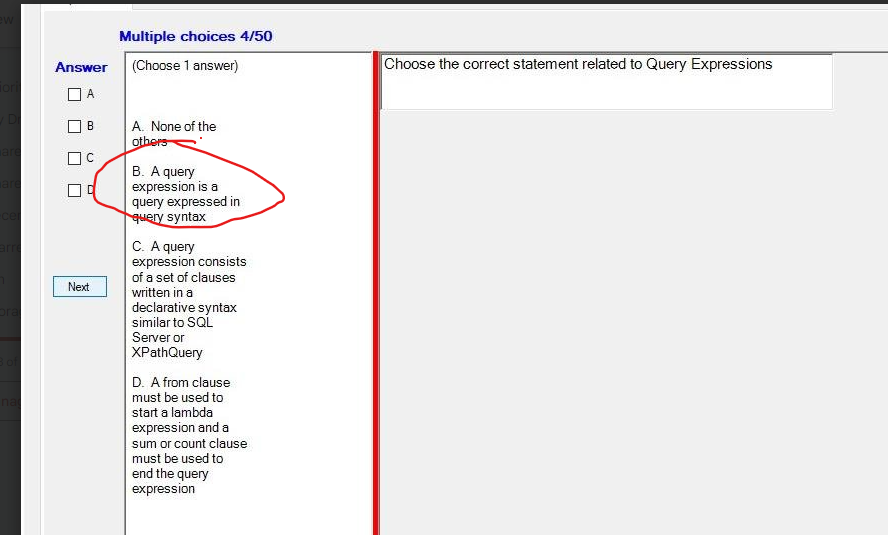 Multiple choices 4/50
Answer
A
B
C
D
Next
(Choose 1 answer)
A. None of the
others
B. A query
expression is a
query expressed in
query syntax
C. A query
expression consists
of a set of clauses
written in a
declarative syntax
similar to SQL
Server or
XPathQuery
D. A from clause
must be used to
start a lambda
expression and a
sum or count clause
must be used to
end the query
expression
Choose the correct statement related to Query Expressions